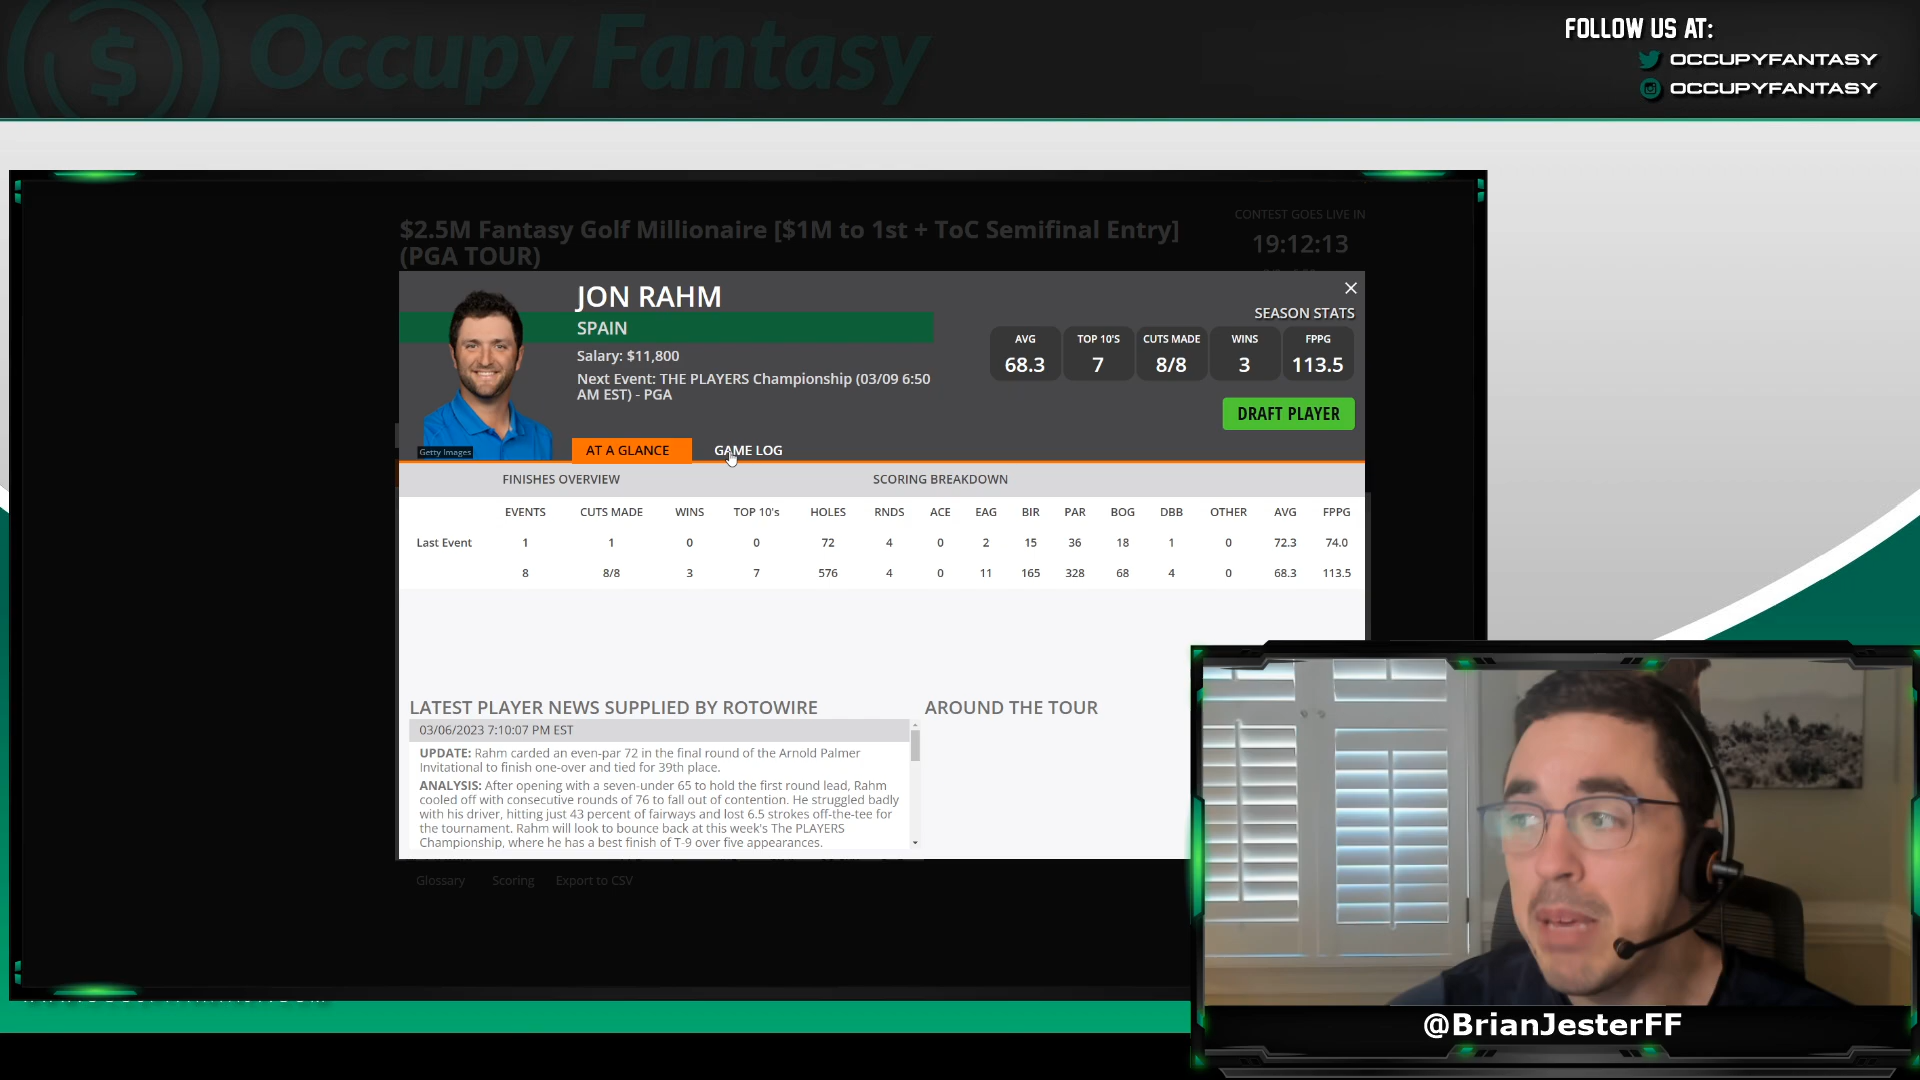 Occupy Fantasy
FOLLOW US AT:
OCCUPYFANTASY
OCCUPYFANTASY
$2.5M Fantasy Golf Millionaire [$1M to 1st + ToC Semifinal Entry]
(PGA TOUR)
CONTEST GOES LIVE IN
19:12:13
JON RAHM
SPAIN
Salary: $11,800
Next Event: THE PLAYERS Championship (03/09 6:50
AM EST) - PGA
Getty Images
SEASON STATS
AVG TOP 10'S CUTS MADE WINS FPPG
68.3 7 8/8 3 113.5
DRAFT PLAYER
AT A GLANCE GAME LOG
FINISHES OVERVIEW SCORING BREAKDOWN
EVENTS CUTS MADE WINS TOP 10's HOLES RNDS ACE EAG BIR PAR BOG DBB OTHER AVG FPPG
Last Event 1 1 0 0 72 4 0 2 15 36 18 1 0 72.3 74.0
8 8/8 3 7 576 4 0 11 165 328 68 4 0 68.3 113.5
LATEST PLAYER NEWS SUPPLIED BY ROTOWIRE
03/06/2023 7:10:07 PM EST
UPDATE: Rahm carded an even-par 72 in the final round of the Arnold Palmer
Invitational to finish one-over and tied for 39th place.
ANALYSIS: After opening with a seven-under 65 to hold the first round lead, Rahm
cooled off with consecutive rounds of 76 to fall out of contention. He struggled badly
with his driver, hitting just 43 percent of fairways and lost 6.5 strokes off-the-tee for
the tournament. Rahm will look to bounce back at this week's The PLAYERS
Championship, where he has a best finish of T-9 over five appearances.
AROUND THE TOUR
Glossary Scoring Export to CSV
@BrianJesterFF